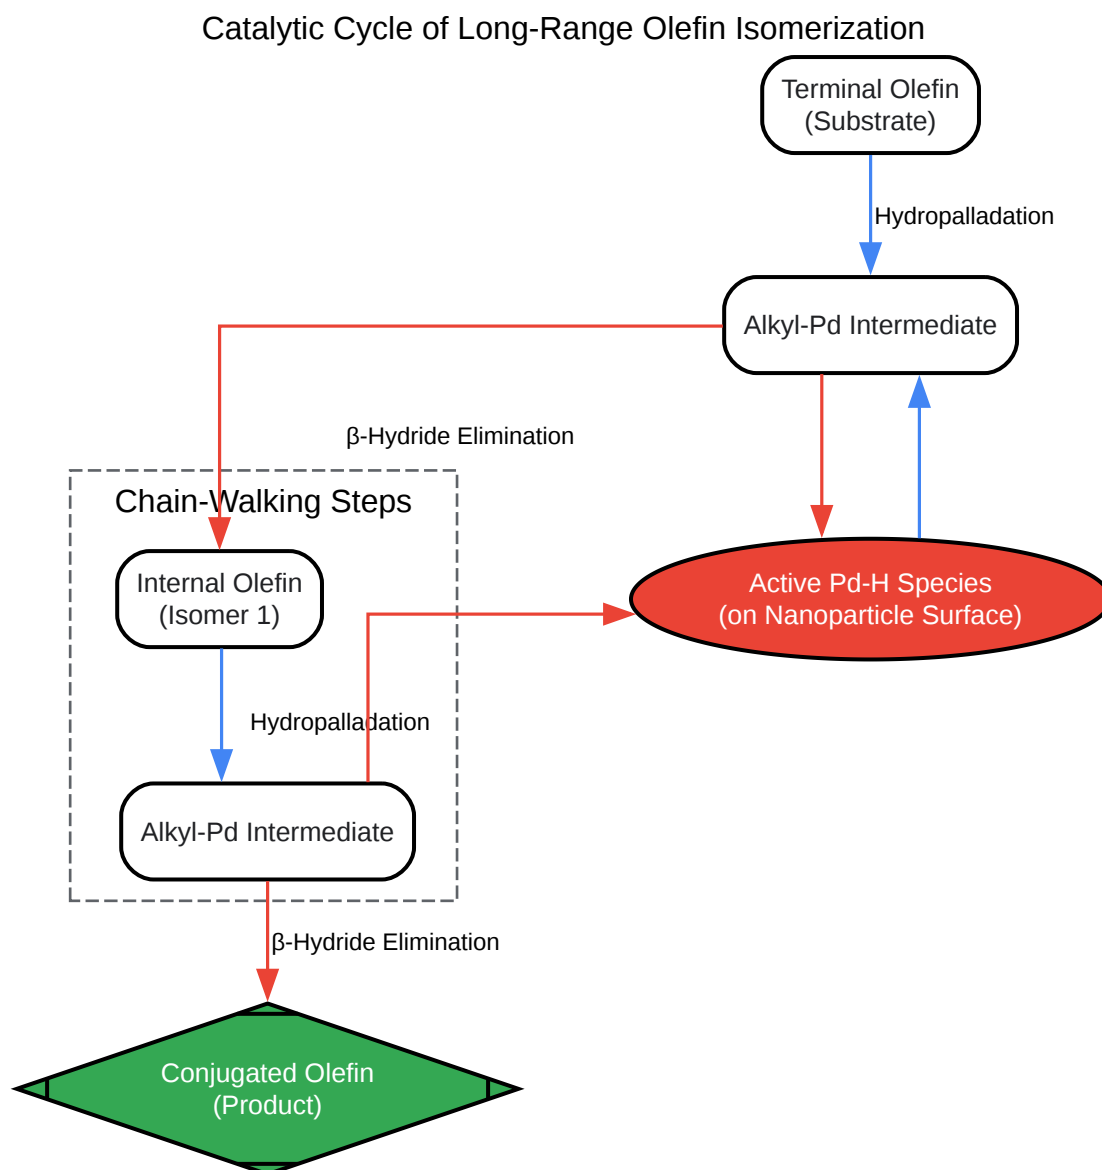 Catalytic Cycle of Long-Range Olefin Isomerization
Terminal Olefin
(Substrate)
Hydropalladation
Alkyl-Pd Intermediate
β-Hydride Elimination
Chain-Walking Steps
Internal Olefin
(Isomer 1)
Active Pd-H Species
(on Nanoparticle Surface)
Hydropalladation
Alkyl-Pd Intermediate
β-Hydride Elimination
Conjugated Olefin
(Product)